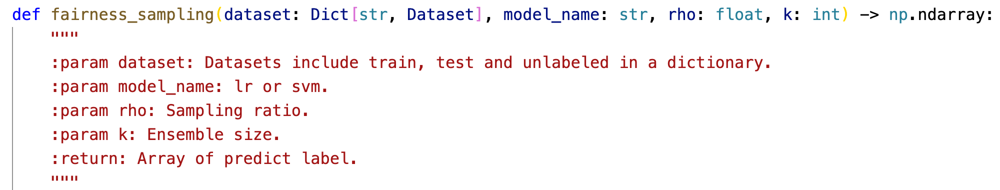 def fairness_sampling(dataset: Dict[str, Dataset], model_name: str, rho: float, k: int) -> np.ndarray:
"""
:param dataset: Datasets include train, test and unlabeled in a dictionary.
:param model_name: lr or svm.
:param rho: Sampling ratio.
:param k: Ensemble size.
:return: Array of predict label.
"""